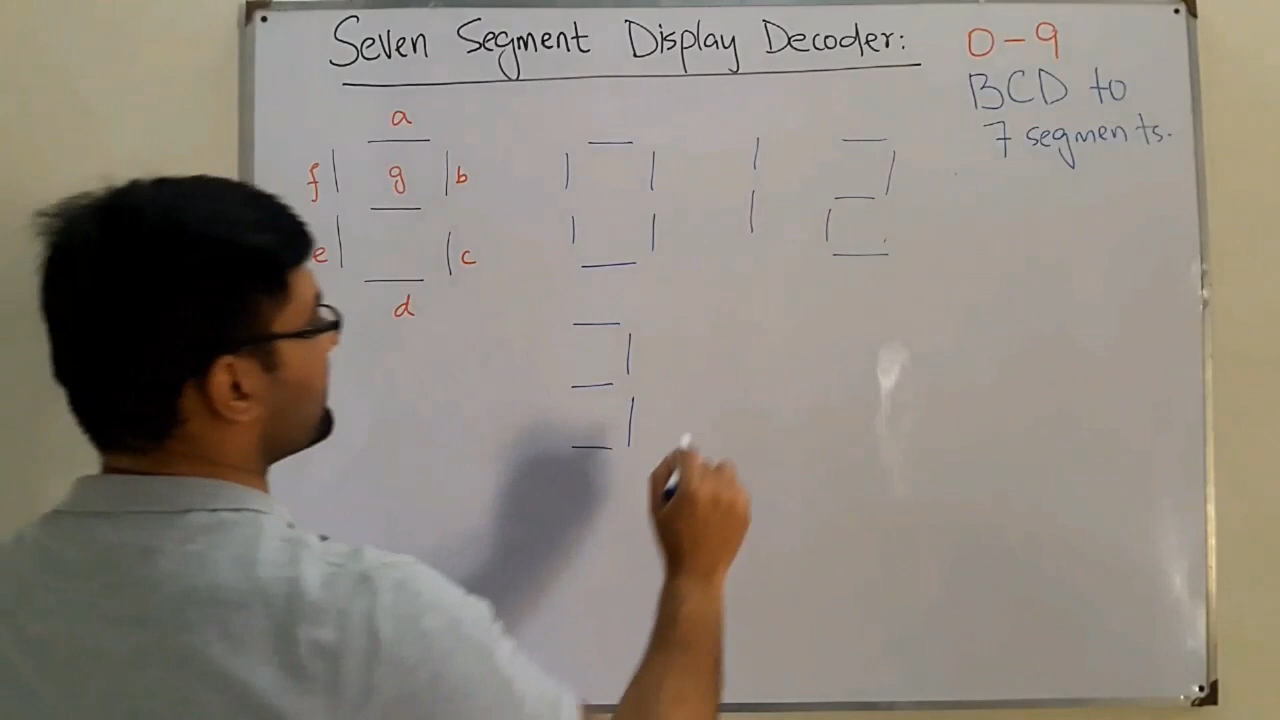 Seven Segment Display Decoder:
0-9
BCD to
7 segments.
a
f g b
e c
d